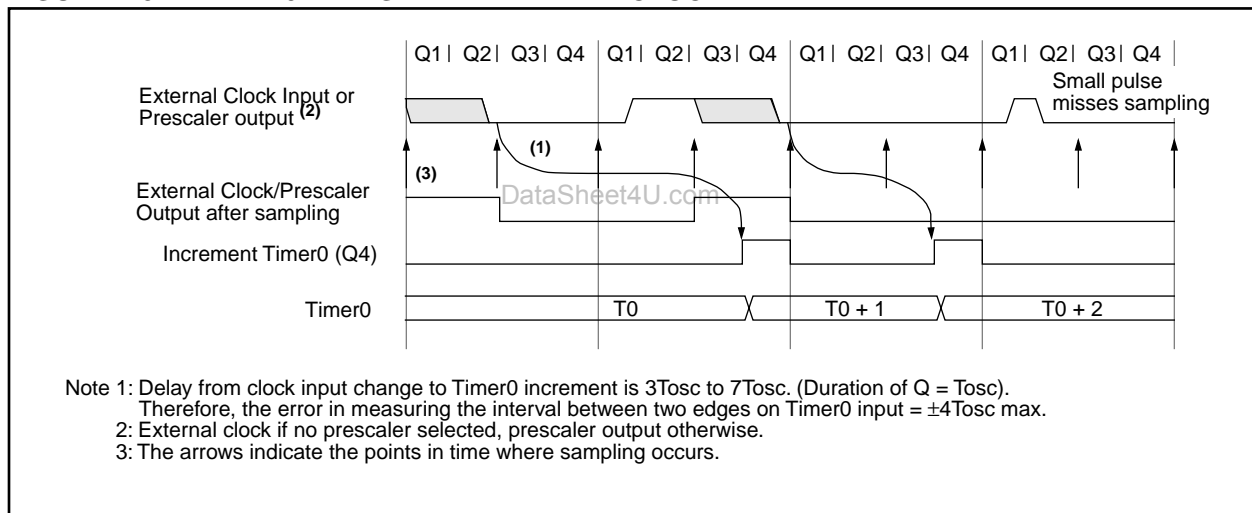 Q1| Q2| Q3| Q4 Q1| Q2| Q3| Q4 Q1| Q2| Q3| Q4 Q1| Q2| Q3| Q4
External Clock Input or
Prescaler output (2)
Small pulse
misses sampling
(1)
(3)
External Clock/Prescaler
Output after sampling
DataSheet4U.com
Increment Timer0 (Q4)
Timer0 T0 T0 + 1 T0 + 2
Note 1: Delay from clock input change to Timer0 increment is 3Tosc to 7Tosc. (Duration of Q = Tosc).
Therefore, the error in measuring the interval between two edges on Timer0 input = ±4Tosc max.
2: External clock if no prescaler selected, prescaler output otherwise.
3: The arrows indicate the points in time where sampling occurs.